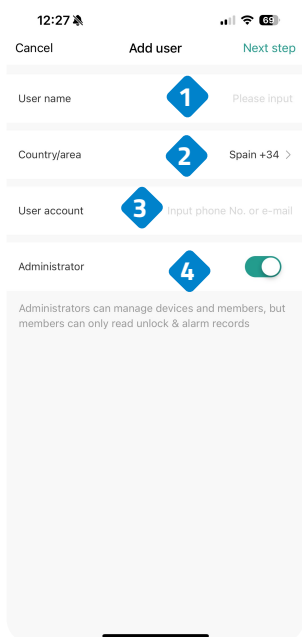 12:27 69
Cancel Add user Next step
User name 1 Please input
Country/area 2 Spain +34 >
User account 3 Input phone No. or e-mail
Administrator 4
Administrators can manage devices and members, but
members can only read unlock & alarm records